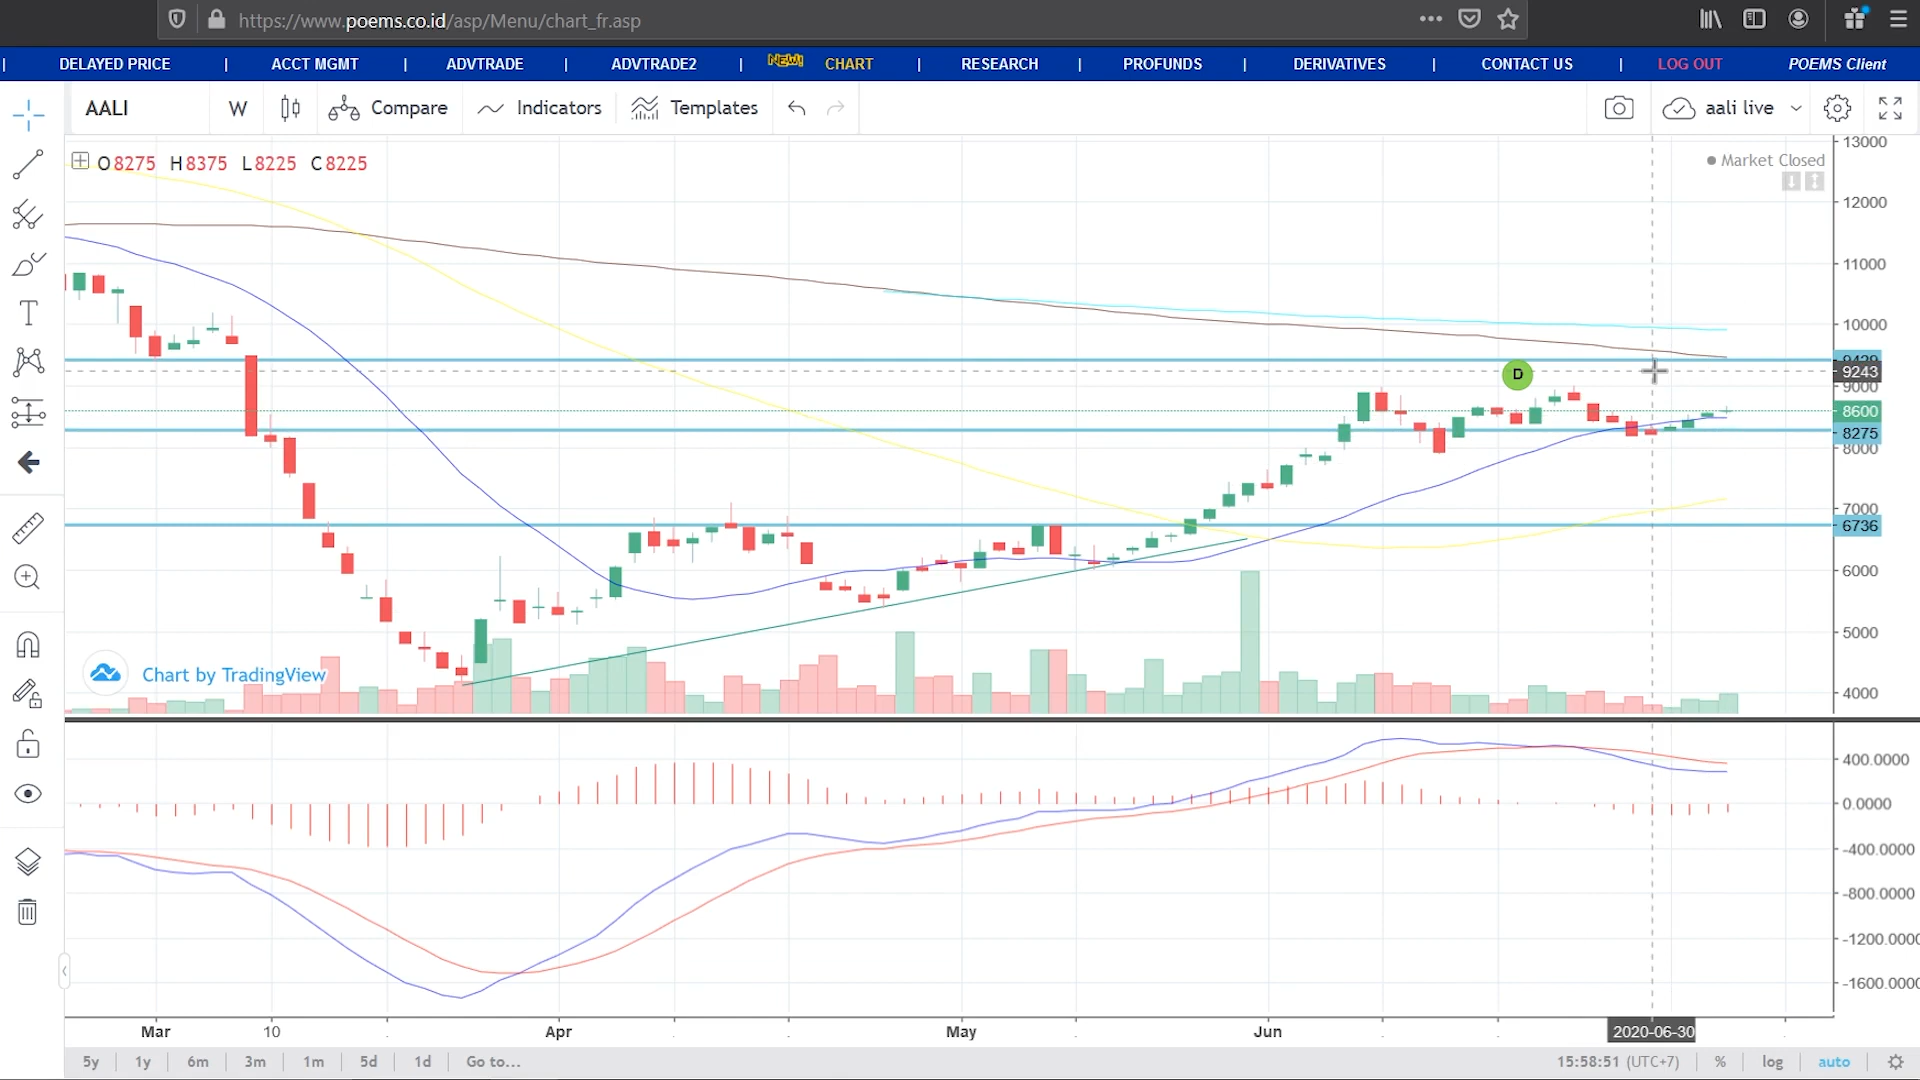 https://www.poems.co.id/asp/Menu/chart_fr.asp
| DELAYED PRICE | ACCT MGMT | ADVTRADE | ADVTRADE2 | NEW! CHART | RESEARCH | PROFUNDS | DERIVATIVES | CONTACT US | LOG OUT POEMS Client
AALI W Compare Indicators Templates aali live
O8275 H8375 L8225 C8225
Market Closed
13000
12000
11000
10000
9243
9000
D
8600
8275
8000
7000
6736
6000
5000
4000
Chart by TradingView
400.0000
0.0000
-400.0000
-800.0000
-1200.0000
-1600.0000
Mar 10 Apr May Jun 2020-06-30
5y 1y 6m 3m 1m 5d 1d Go to... 15:58:51 (UTC+7) % log auto